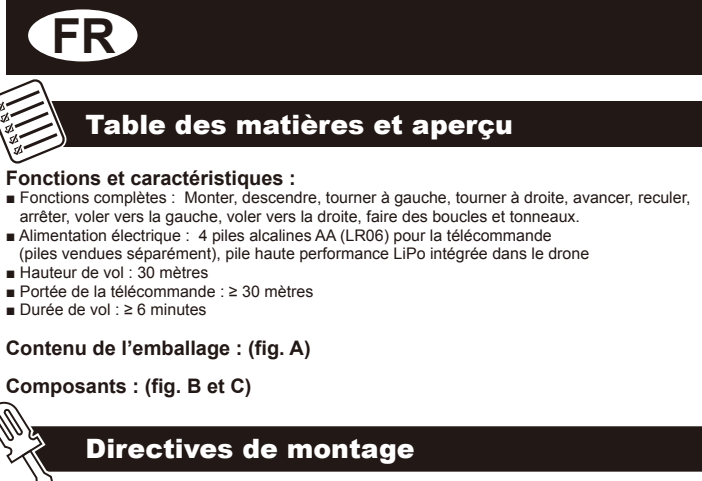 FR
Table des matières et aperçu
Fonctions et caractéristiques :
■ Fonctions complètes :  Monter, descendre, tourner à gauche, tourner à droite, avancer, reculer,
arrêter, voler vers la gauche, voler vers la droite, faire des boucles et tonneaux.
■ Alimentation électrique :  4 piles alcalines AA (LR06) pour la télécommande
(piles vendues séparément), pile haute performance LiPo intégrée dans le drone
■ Hauteur de vol : 30 mètres
■ Portée de la télécommande : ≥ 30 mètres
■ Durée de vol : ≥ 6 minutes
Contenu de l’emballage : (fig. A)
Composants : (fig. B et C)
Directives de montage